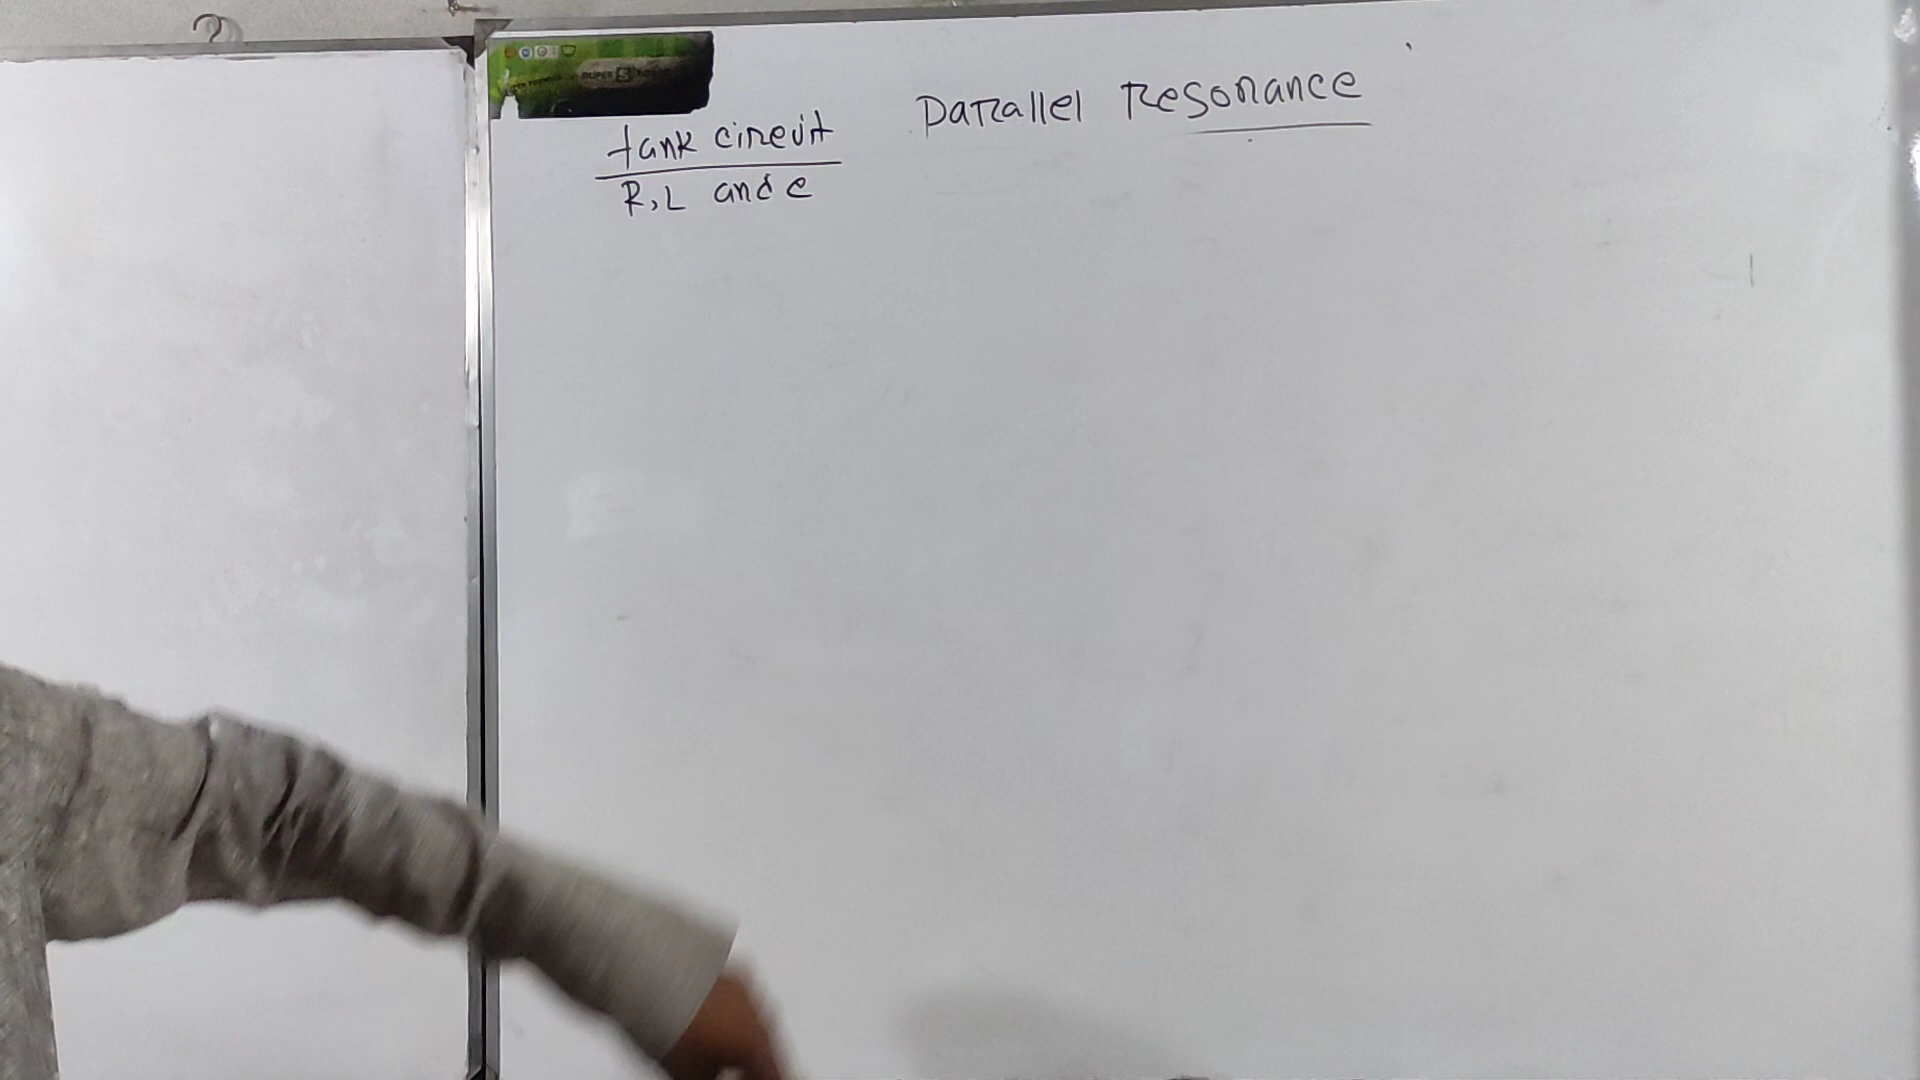 Parallel Resonance
tank circuit
R, L and c